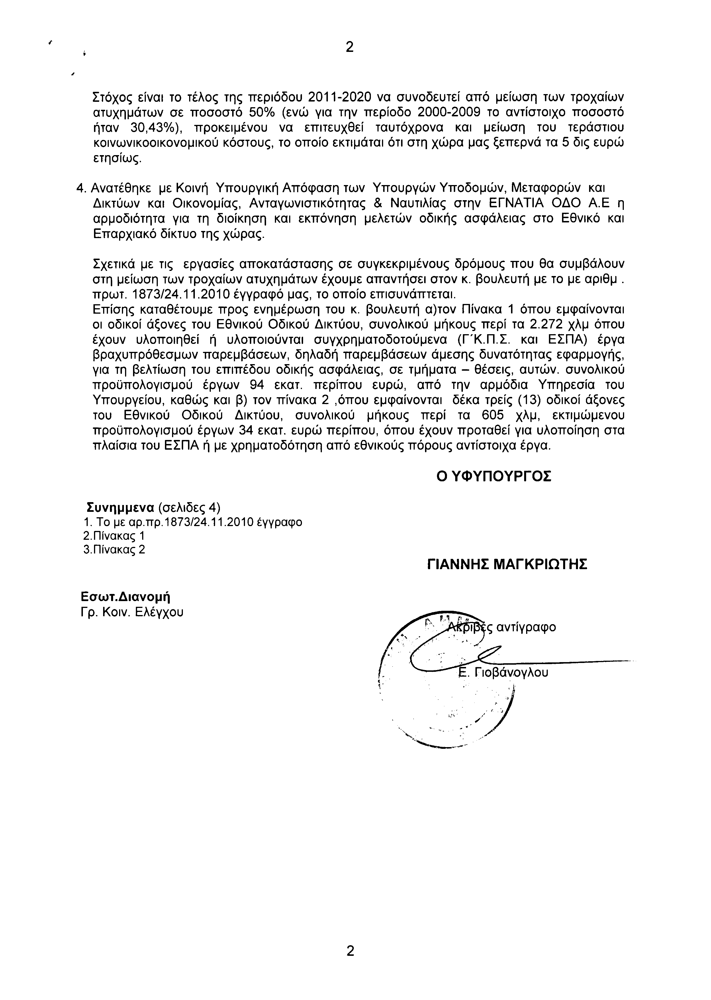 2
Στόχος είναι το τέλος της περιόδου 2011-2020 να συνοδευτεί από μείωση των τροχαίων
ατυχημάτων σε ποσοστό 50% (ενώ για την περίοδο 2000-2009 το αντίστοιχο ποσοστό
ήταν 30,43%), προκειμένου να επιτευχθεί ταυτόχρονα και μείωση του τεράστιου
κοινωνικοοικονομικού κόστους, το οποίο εκτιμάται ότι στη χώρα μας ξεπερνά τα 5 δις ευρώ
ετησίως.
4. Ανατέθηκε με Κοινή Υπουργική Απόφαση των Υπουργών Υποδομών, Μεταφορών και
Δικτύων και Οικονομίας, Ανταγωνιστικότητας & Ναυτιλίας στην ΕΓΝΑΤΙΑ ΟΔΟ Α.Ε η
αρμοδιότητα για τη διοίκηση και εκπόνηση μελετών οδικής ασφάλειας στο Εθνικό και
Επαρχιακό δίκτυο της χώρας.
Σχετικά με τις εργασίες αποκατάστασης σε συγκεκριμένους δρόμους που θα συμβάλουν
στη μείωση των τροχαίων ατυχημάτων έχουμε απαντήσει στον κ. βουλευτή με το με αριθμ .
πρωτ. 1873/24.11.2010 έγγραφό μας, το οποίο επισυνάπτεται.
Επίσης καταθέτουμε προς ενημέρωση του κ. βουλευτή α)τον Πίνακα 1 όπου εμφαίνονται
οι οδικοί άξονες του Εθνικού Οδικού Δικτύου, συνολικού μήκους περί τα 2.272 χλμ όπου
έχουν υλοποιηθεί ή υλοποιούνται συγχρηματοδοτούμενα (Γ΄Κ.Π.Σ. και ΕΣΠΑ) έργα
βραχυπρόθεσμων παρεμβάσεων, δηλαδή παρεμβάσεων άμεσης δυνατότητας εφαρμογής,
για τη βελτίωση του επιπέδου οδικής ασφάλειας, σε τμήματα – θέσεις, αυτών. συνολικού
προϋπολογισμού έργων 94 εκατ. περίπου ευρώ, από την αρμόδια Υπηρεσία του
Υπουργείου, καθώς και β) τον πίνακα 2 ,όπου εμφαίνονται δέκα τρείς (13) οδικοί άξονες
του Εθνικού Οδικού Δικτύου, συνολικού μήκους περί τα 605 χλμ, εκτιμώμενου
προϋπολογισμού έργων 34 εκατ. ευρώ περίπου, όπου έχουν προταθεί για υλοποίηση στα
πλαίσια του ΕΣΠΑ ή με χρηματοδότηση από εθνικούς πόρους αντίστοιχα έργα.
Ο ΥΦΥΠΟΥΡΓΟΣ
Συνημμενα (σελιδες 4)
1. Το με αρ.πρ.1873/24.11.2010 έγγραφο
2.Πίνακας 1
3.Πίνακας 2
ΓΙΑΝΝΗΣ ΜΑΓΚΡΙΩΤΗΣ
Εσωτ.Διανομή
Γρ. Κοιν. Ελέγχου
Ακριβές αντίγραφο
Ε. Γιοβάνογλου
2